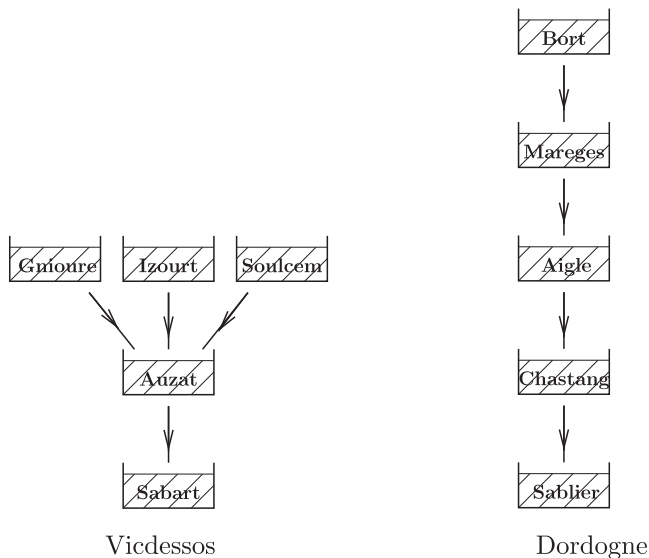 Bort
Mareges
Gnioure Izourt Soulcem Aigle
Auzat Chastang
Sabart Sablier
Vicdessos Dordogne